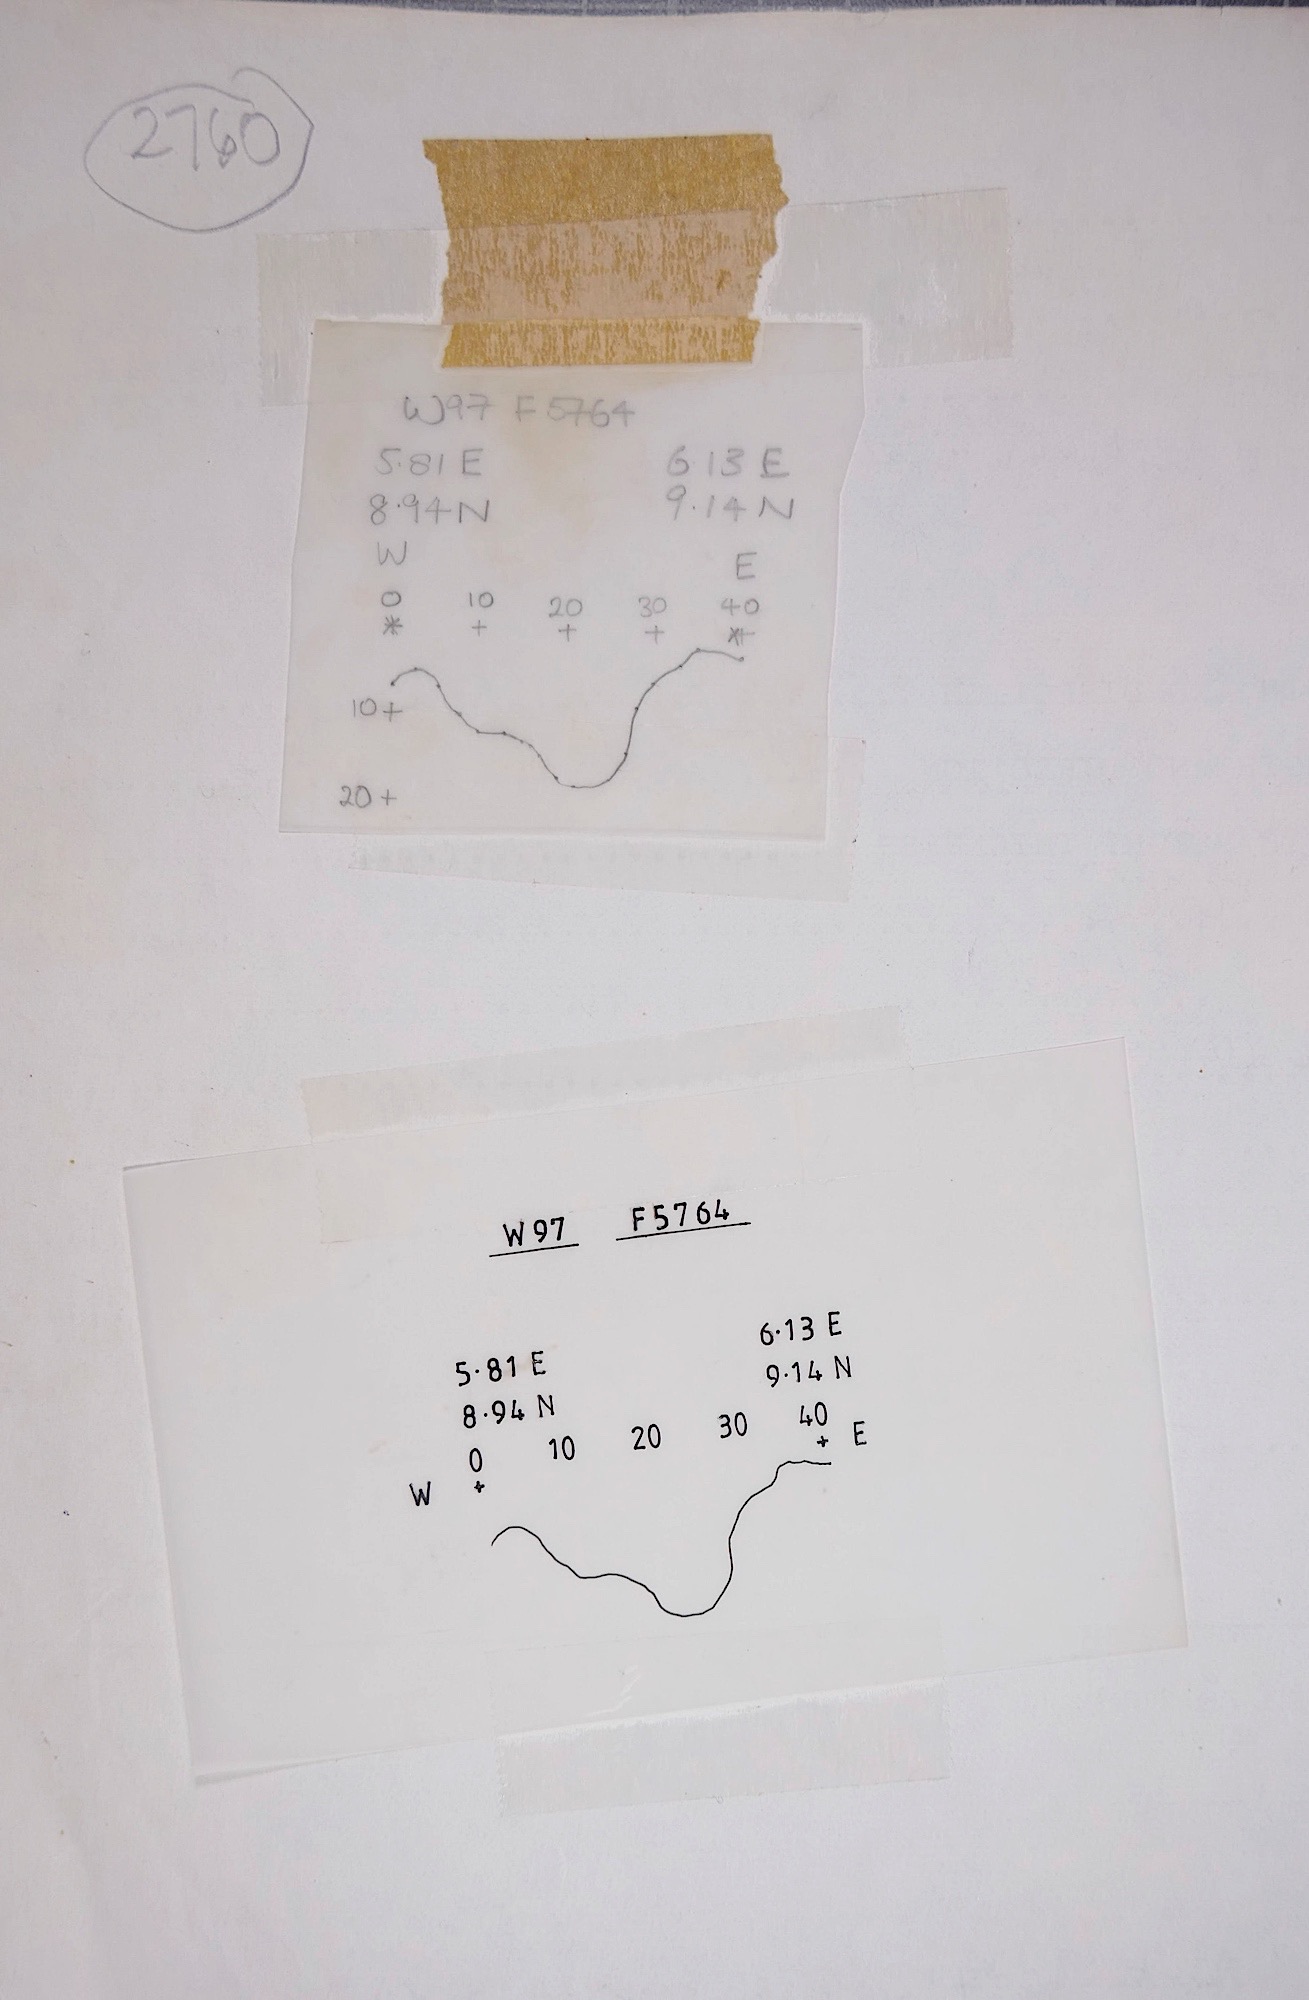 2760
W97 F5764
5.81 E 6.13 E
8.94 N 9.14 N
W E
0 10 20 30 40
* + + + *+
10+
20+
W97 F5764
6.13 E
5.81 E 9.14 N
8.94 N
0 10 20 30 40
W + + E